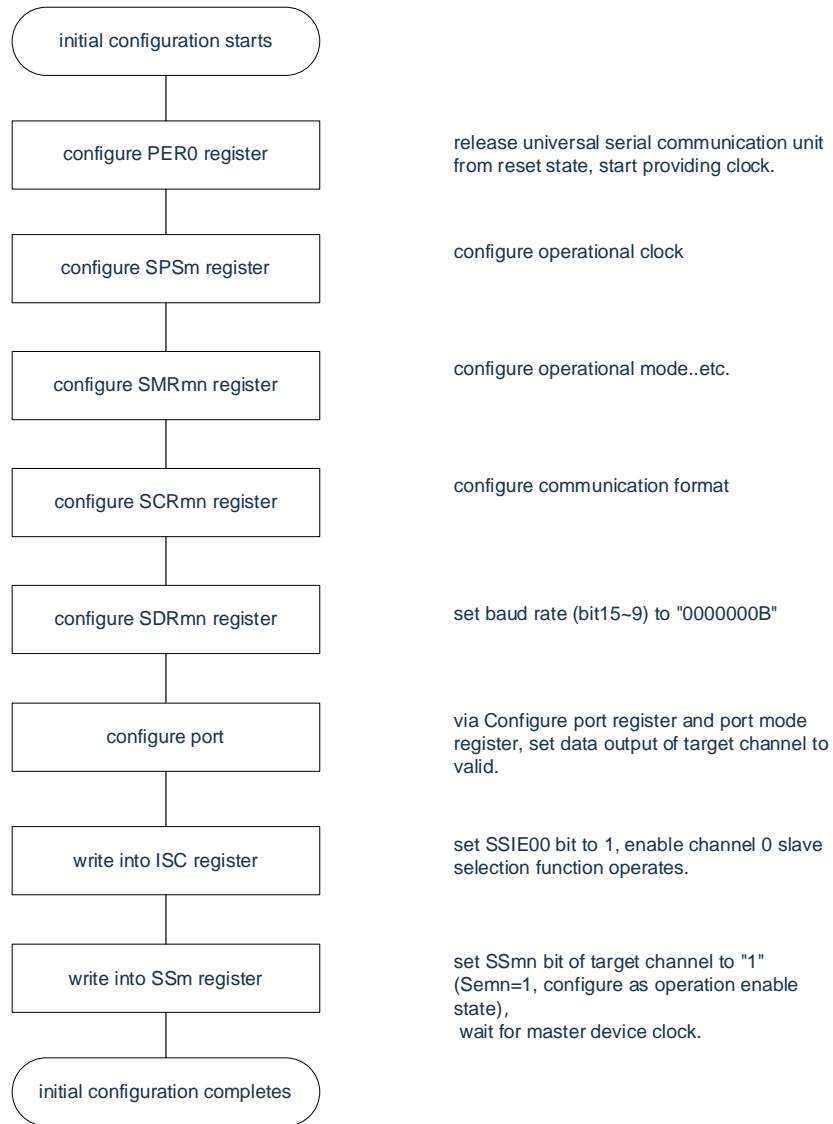 initial configuration starts
configure PER0 register
release universal serial communication unit
from reset state, start providing clock.
configure SPSm register
configure operational clock
configure SMRmn register
configure operational mode..etc.
configure SCRmn register
configure communication format
configure SDRmn register
set baud rate (bit15~9) to "0000000B"
configure port
via Configure port register and port mode
register, set data output of target channel to
valid.
write into ISC register
set SSIE00 bit to 1, enable channel 0 slave
selection function operates.
write into SSm register
set SSmn bit of target channel to "1"
(Semn=1, configure as operation enable
state),
wait for master device clock.
initial configuration completes